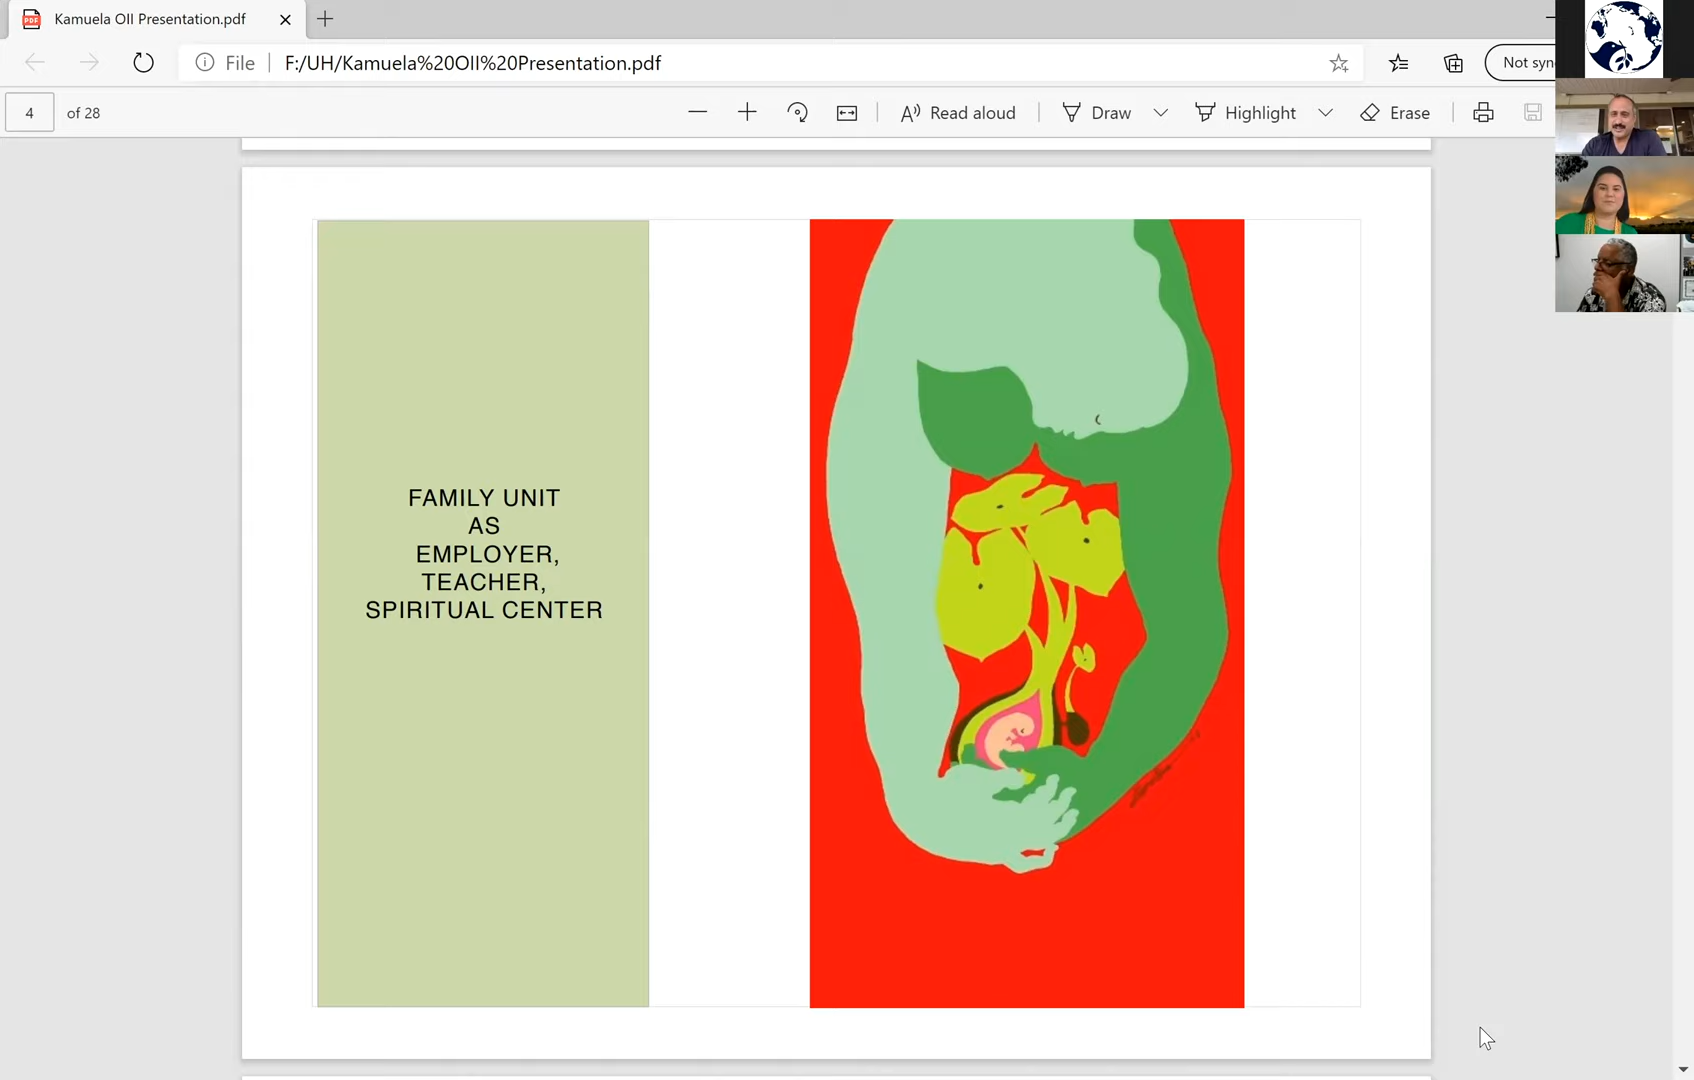 Kamuela OII Presentation.pdf
File
F:/UH/Kamuela%20OII%20Presentation.pdf
Not syn
4 of 28
Read aloud
Draw
Highlight
Erase
FAMILY UNIT
AS
EMPLOYER,
TEACHER,
SPIRITUAL CENTER